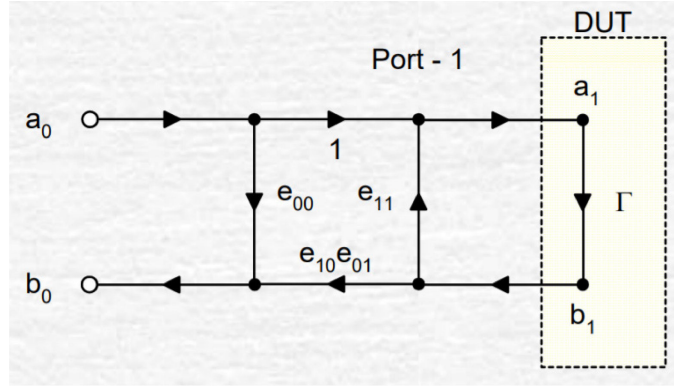 DUT
Port - 1
a₁
a₀
1
e₀₀
e₁₁
Γ
e₁₀e₀₁
b₀
b₁